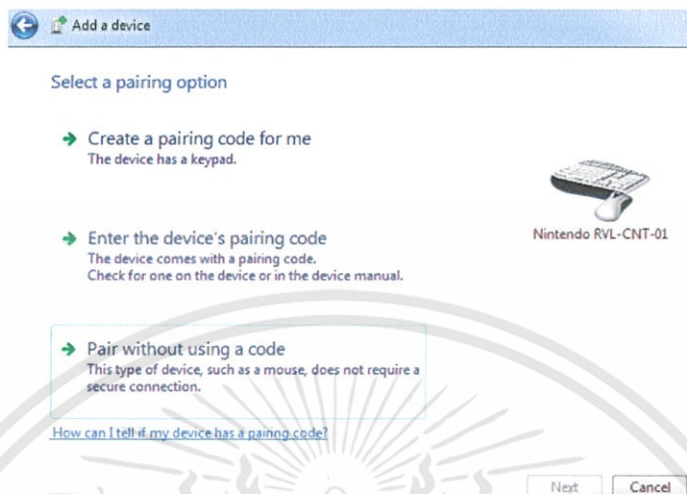 Add a device
Select a pairing option
Create a pairing code for me
The device has a keypad.
Nintendo RVL-CNT-01
Enter the device's pairing code
The device comes with a pairing code.
Check for one on the device or in the device manual.
Pair without using a code
This type of device, such as a mouse, does not require a
secure connection.
How can I tell if my device has a pairing code?
Next
Cancel